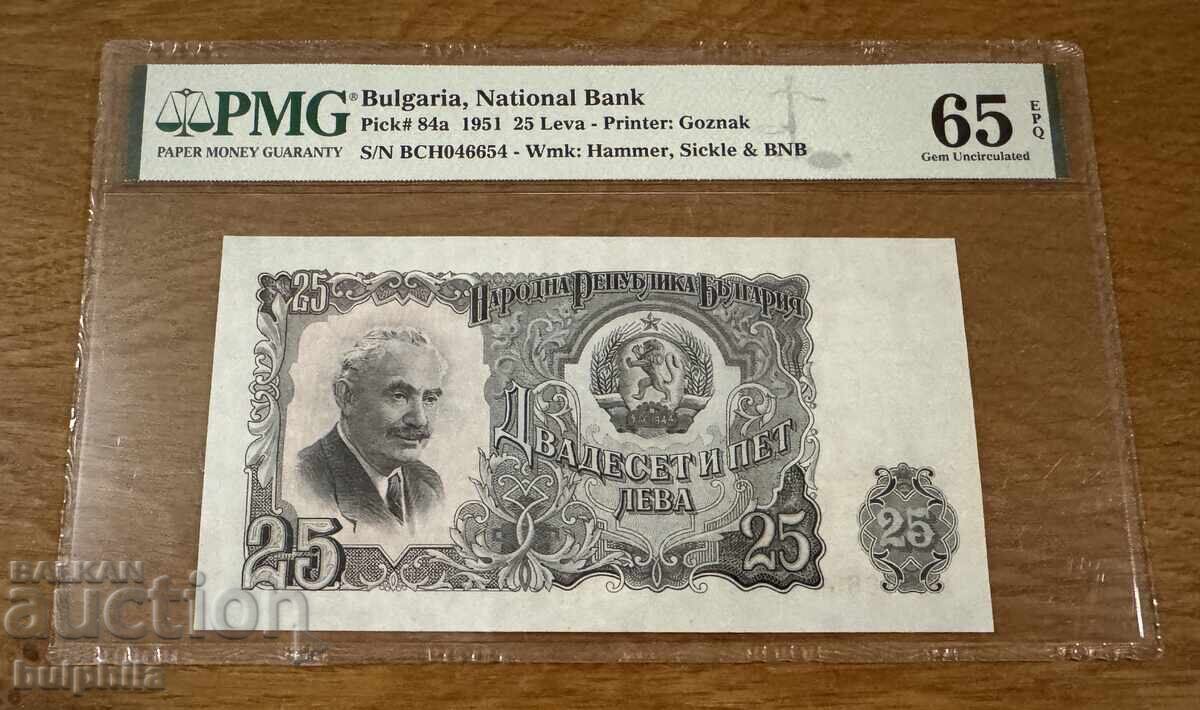 PMG® Bulgaria, National Bank
PAPER MONEY GUARANTY
Pick# 84a 1951 25 Leva - Printer: Goznak
S/N BCH046654 - Wmk: Hammer, Sickle & BNB
65 EPQ
Gem Uncirculated
25
НАРОДНА РЕПУБЛИКА БЪЛГАРИЯ
ДВАДЕСЕТ И ПЕТ
ЛЕВА
25
25
25
BALKAN
auction
bulphila